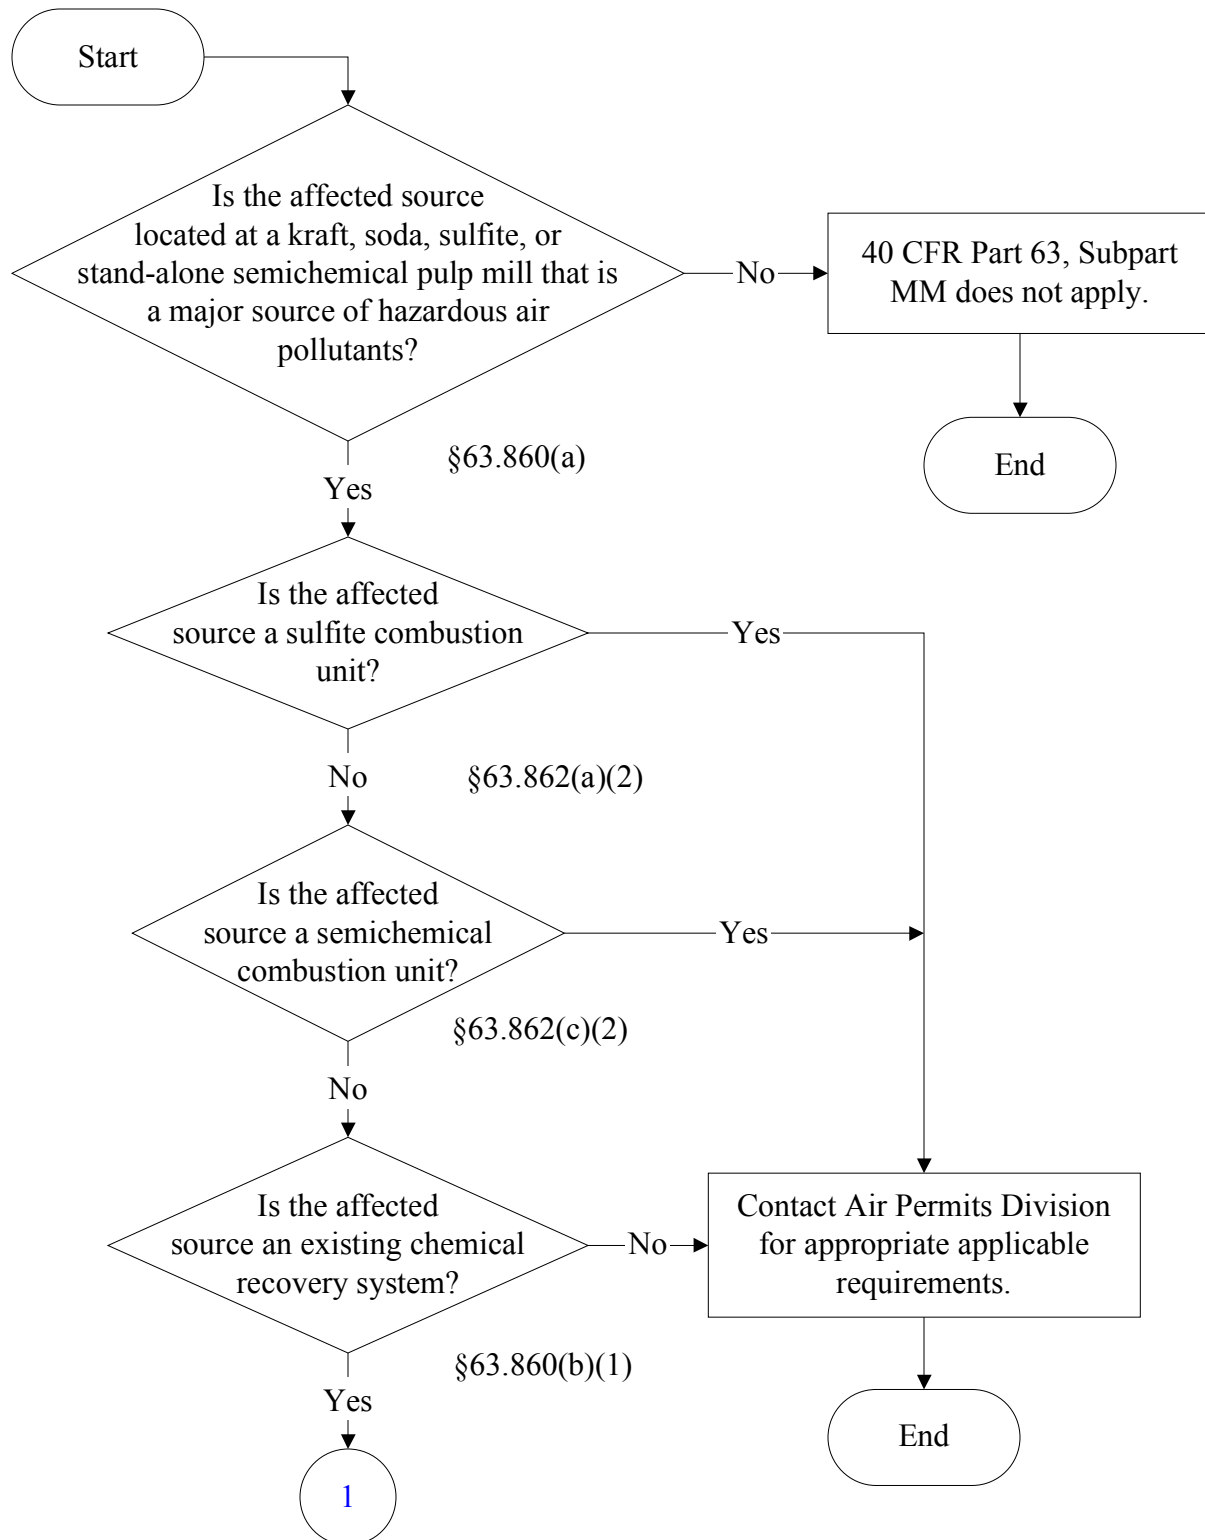 Start
Is the affected source
located at a kraft, soda, sulfite, or
stand-alone semichemical pulp mill that is
a major source of hazardous air
pollutants?
No
40 CFR Part 63, Subpart
MM does not apply.
End
§63.860(a)
Yes
Is the affected
source a sulfite combustion
unit?
Yes
§63.862(a)(2)
No
Is the affected
source a semichemical
combustion unit?
Yes
§63.862(c)(2)
No
Is the affected
source an existing chemical
recovery system?
No
Contact Air Permits Division
for appropriate applicable
requirements.
§63.860(b)(1)
Yes
End
1